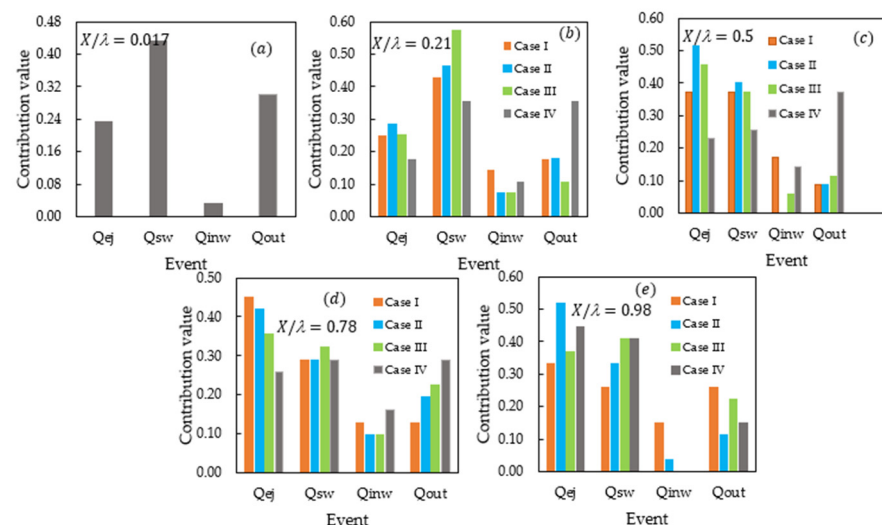 0.48
0.40
0.32
0.24
0.16
0.08
0.00
Contribution value
X/λ = 0.017
(a)
Qej Qsw Qinw Qout
Event
0.60
0.50
0.40
0.30
0.20
0.10
0.00
Contribution value
X/λ = 0.21
(b)
Case I
Case II
Case III
Case IV
Qej Qsw Qinw Qout
Event
0.60
0.50
0.40
0.30
0.20
0.10
0.00
Contribution value
X/λ = 0.5
(c)
Case I
Case II
Case III
Case IV
Qej Qsw Qinw Qout
Event
0.50
0.40
0.30
0.20
0.10
0.00
Contribution value
(d)
X/λ = 0.78
Case I
Case II
Case III
Case IV
Qej Qsw Qinw Qout
Event
0.60
0.50
0.40
0.30
0.20
0.10
0.00
Contribution value
(e)
X/λ = 0.98
Case I
Case II
Case III
Case IV
Qej Qsw Qinw Qout
Event